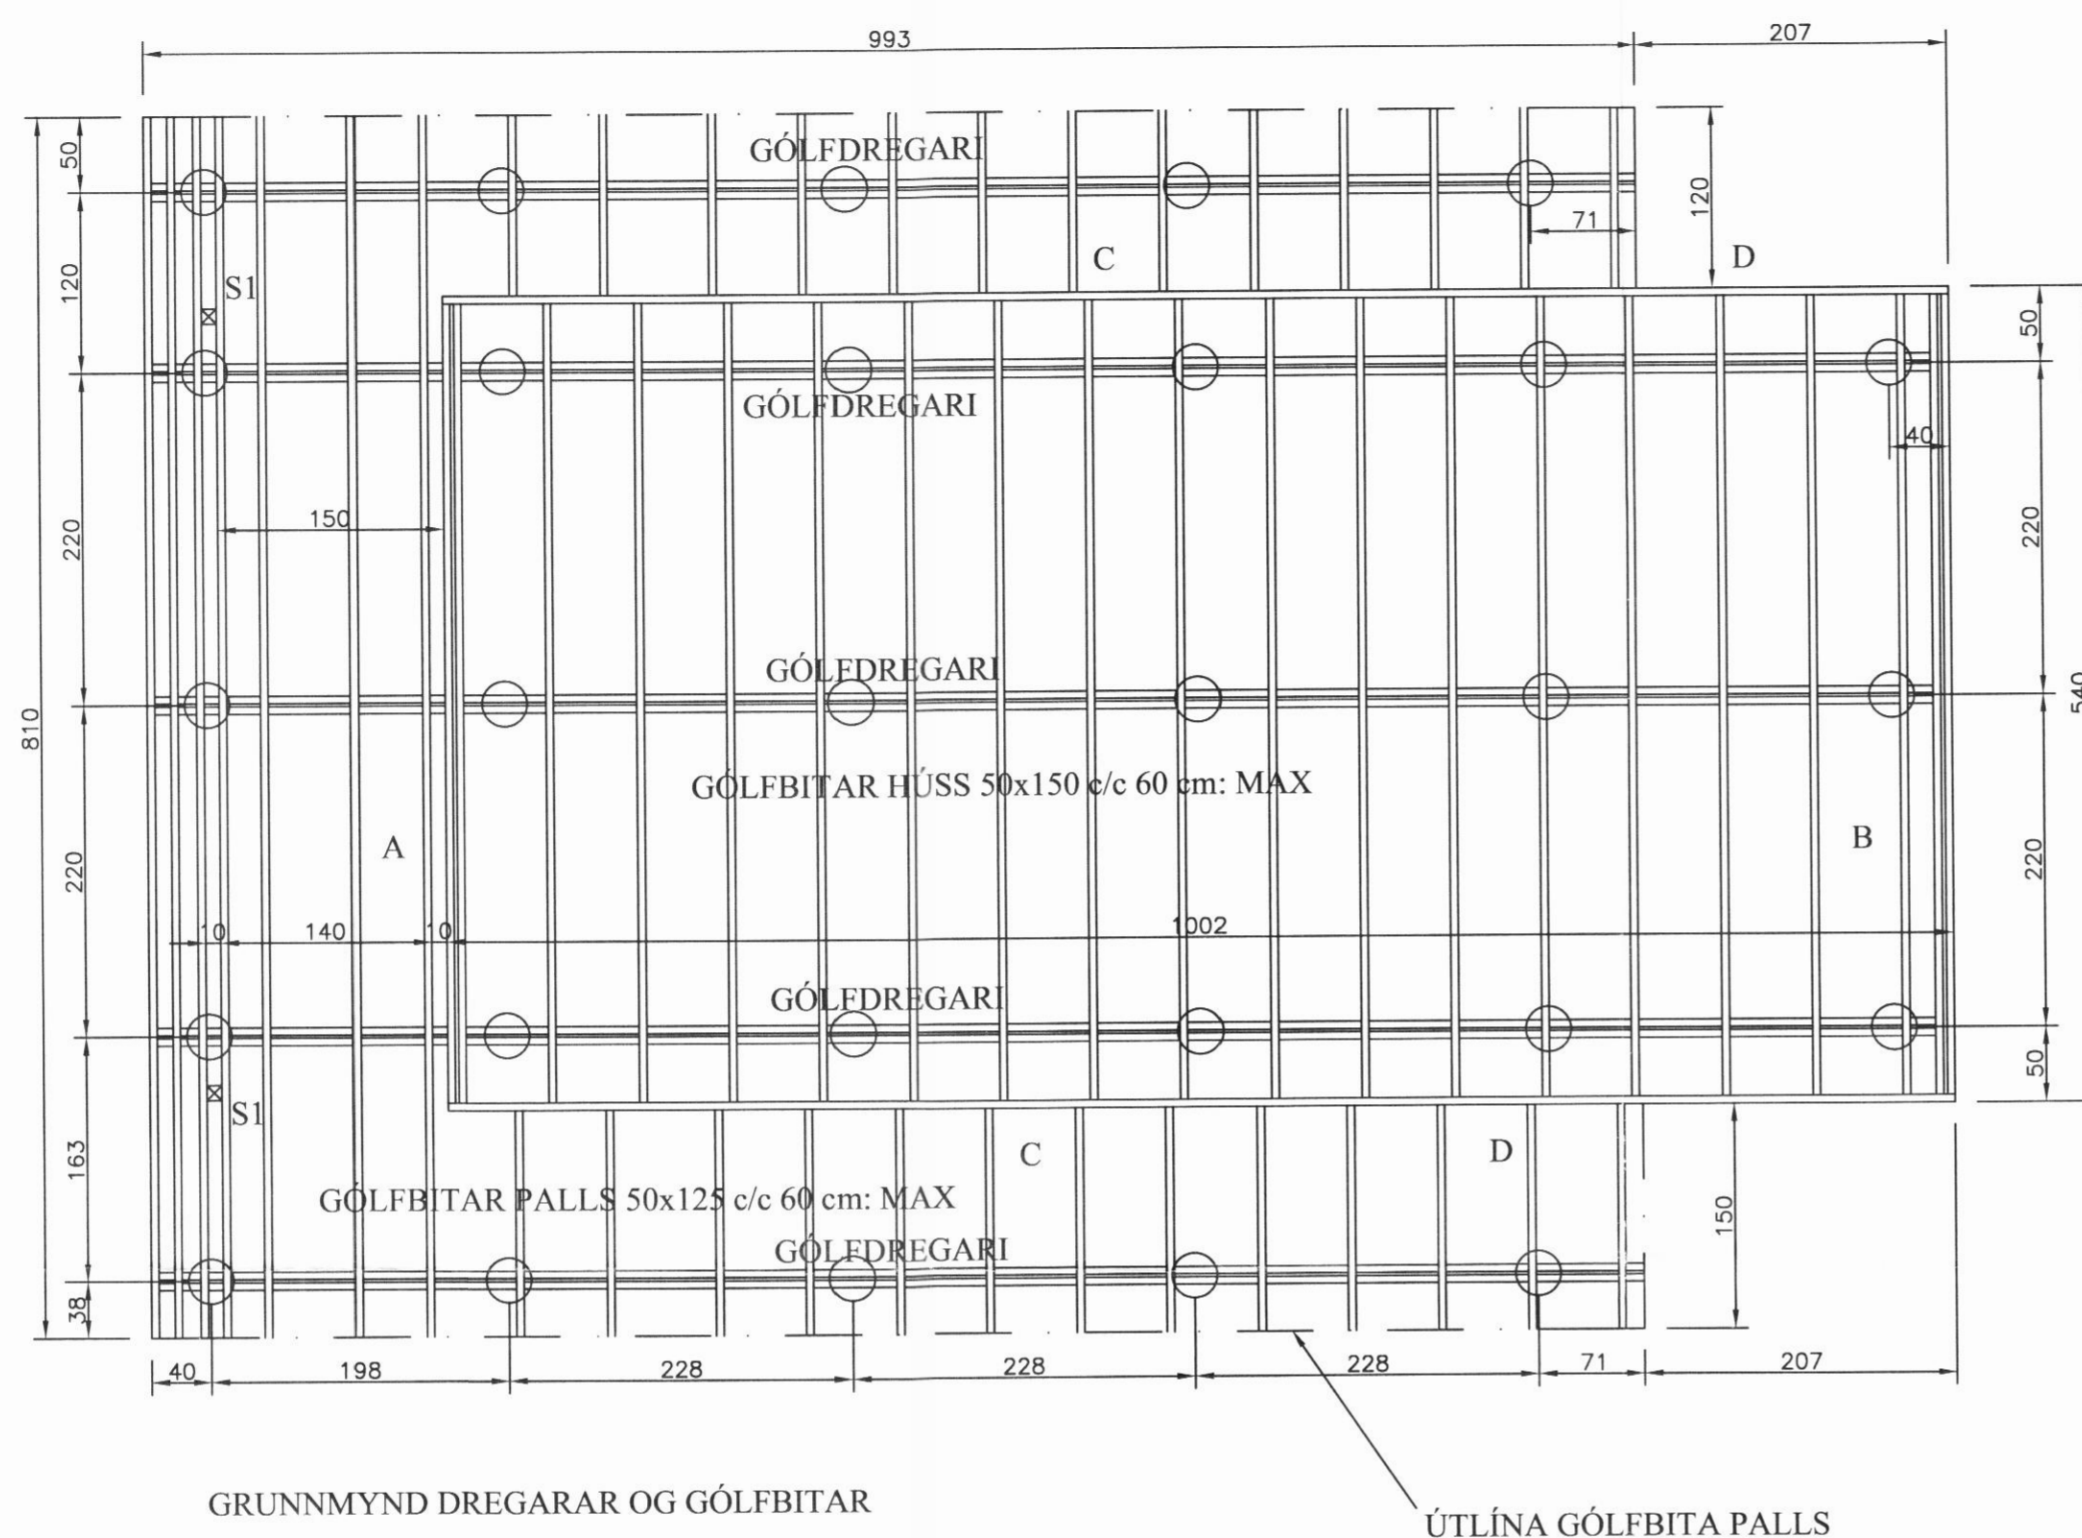 993
207
50
GÓLFDREGARI
120
71
120
C
D
S1
50
GÓLFDREGARI
40
220
150
220
GÓLFDREGARI
810
540
GÓLFBITAR HÚSS 50x150 c/c 60 cm: MAX
A
B
220
220
10
140
10
1002
GÓLFDREGARI
50
S1
163
C
D
GÓLFBITAR PALLS 50x125 c/c 60 cm: MAX
150
GÓLFDREGARI
38
40
198
228
228
228
71
207
GRUNNMYND DREGARAR OG GÓLFBITAR
ÚTLÍNA GÓLFBITA PALLS